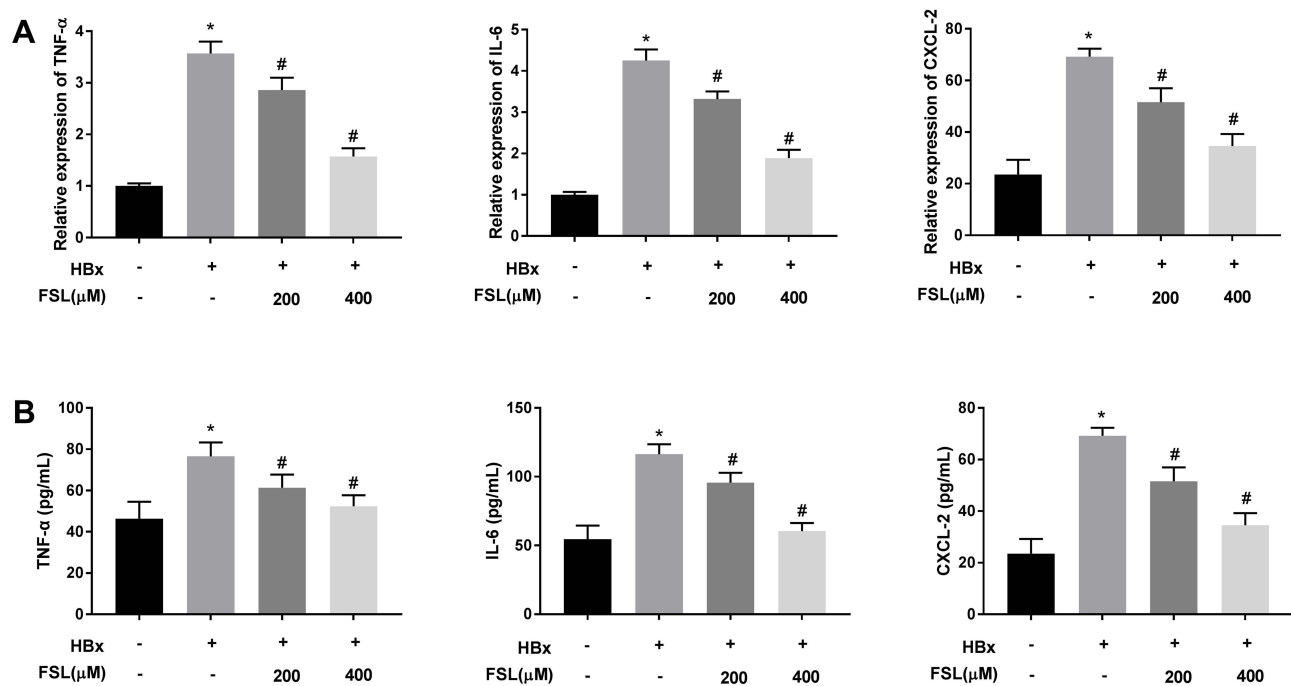 A
Relative expression of TNF-α
4
3
2
1
0
*
#
#
HBx - + + +
FSL(μM) - - 200 400
Relative expression of IL-6
5
4
3
2
1
0
*
#
#
HBx - + + +
FSL(μM) - - 200 400
Relative expression of CXCL-2
80
60
40
20
0
*
#
#
HBx - + + +
FSL(μM) - - 200 400
B
TNF-α (pg/mL)
100
80
60
40
20
0
*
#
#
HBx - + + +
FSL(μM) - - 200 400
IL-6 (pg/mL)
150
100
50
0
*
#
#
HBx - + + +
FSL(μM) - - 200 400
CXCL-2 (pg/mL)
80
60
40
20
0
*
#
#
HBx - + + +
FSL(μM) - - 200 400